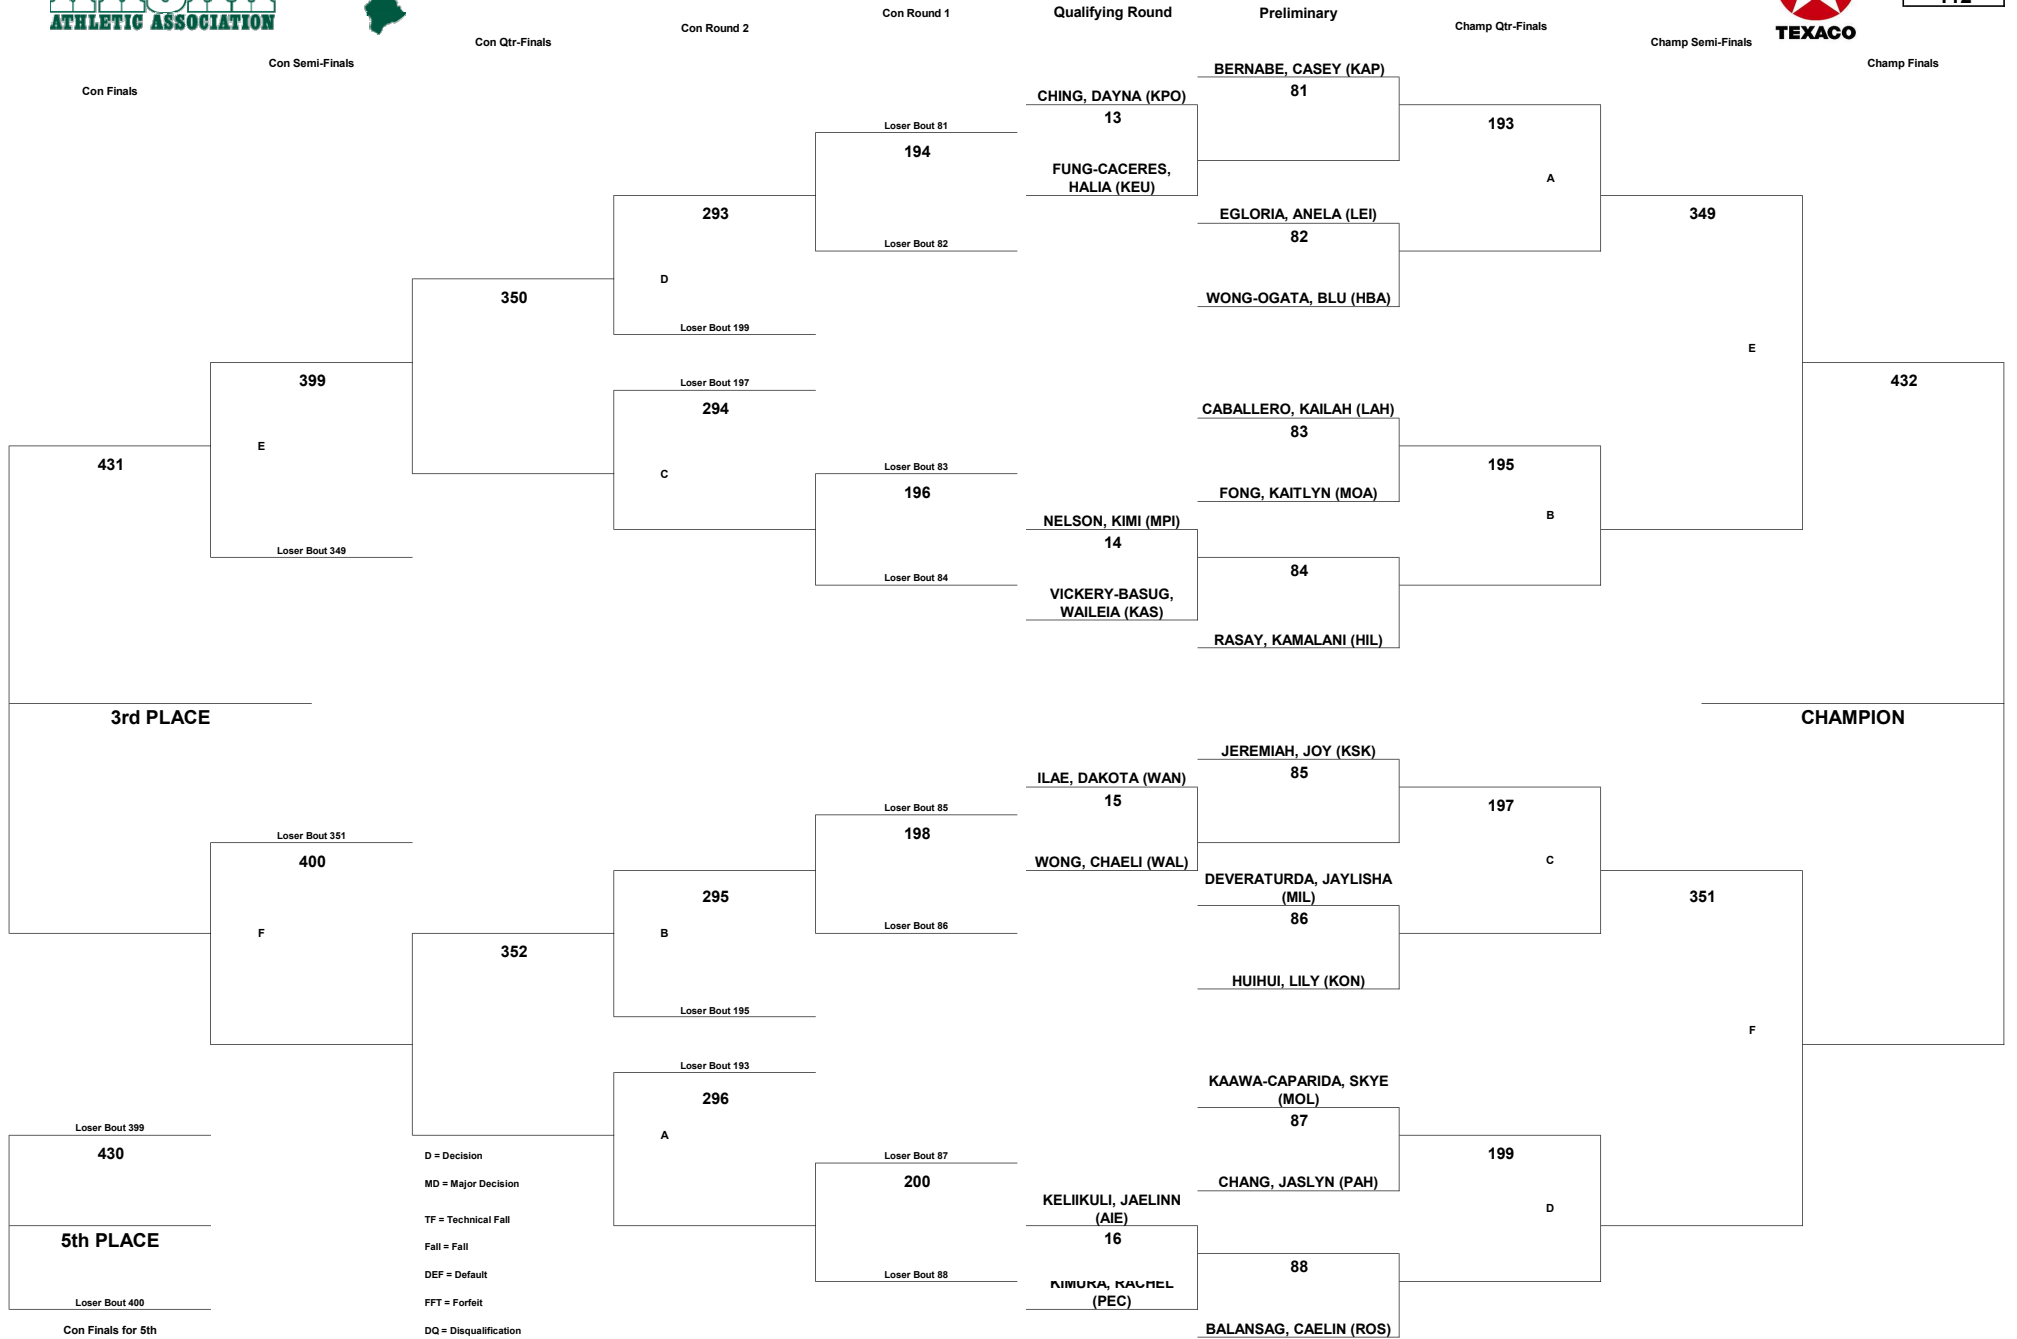 ATHLETIC ASSOCIATION
TEXACO
Con Finals
Con Semi-Finals
Con Qtr-Finals
Con Round 2
Con Round 1
Qualifying Round
Preliminary
Champ Qtr-Finals
Champ Semi-Finals
Champ Finals
BERNABE, CASEY (KAP)
81
CHING, DAYNA (KPO)
13
FUNG-CACERES,
HALIA (KEU)
193
A
Loser Bout 81
194
Loser Bout 82
EGLORIA, ANELA (LEI)
82
WONG-OGATA, BLU (HBA)
293
D
Loser Bout 199
349
E
350
399
E
Loser Bout 349
Loser Bout 197
294
C
CABALLERO, KAILAH (LAH)
83
FONG, KAITLYN (MOA)
195
B
432
431
Loser Bout 83
196
Loser Bout 84
NELSON, KIMI (MPI)
14
VICKERY-BASUG,
WAILEIA (KAS)
84
RASAY, KAMALANI (HIL)
3rd PLACE
CHAMPION
JEREMIAH, JOY (KSK)
85
ILAE, DAKOTA (WAN)
15
WONG, CHAELI (WAL)
197
C
Loser Bout 85
198
Loser Bout 86
Loser Bout 351
400
F
DEVERATURDA, JAYLISHA
(MIL)
86
HUIHUI, LILY (KON)
295
B
Loser Bout 195
351
F
352
Loser Bout 193
296
A
KAAWA-CAPARIDA, SKYE
(MOL)
87
CHANG, JASLYN (PAH)
199
D
Loser Bout 87
200
Loser Bout 88
KELIIKULI, JAELINN
(AIE)
16
KIMURA, RACHEL
(PEC)
88
BALANSAG, CAELIN (ROS)
Loser Bout 399
430
5th PLACE
Loser Bout 400
Con Finals for 5th
D = Decision
MD = Major Decision
TF = Technical Fall
Fall = Fall
DEF = Default
FFT = Forfeit
DQ = Disqualification